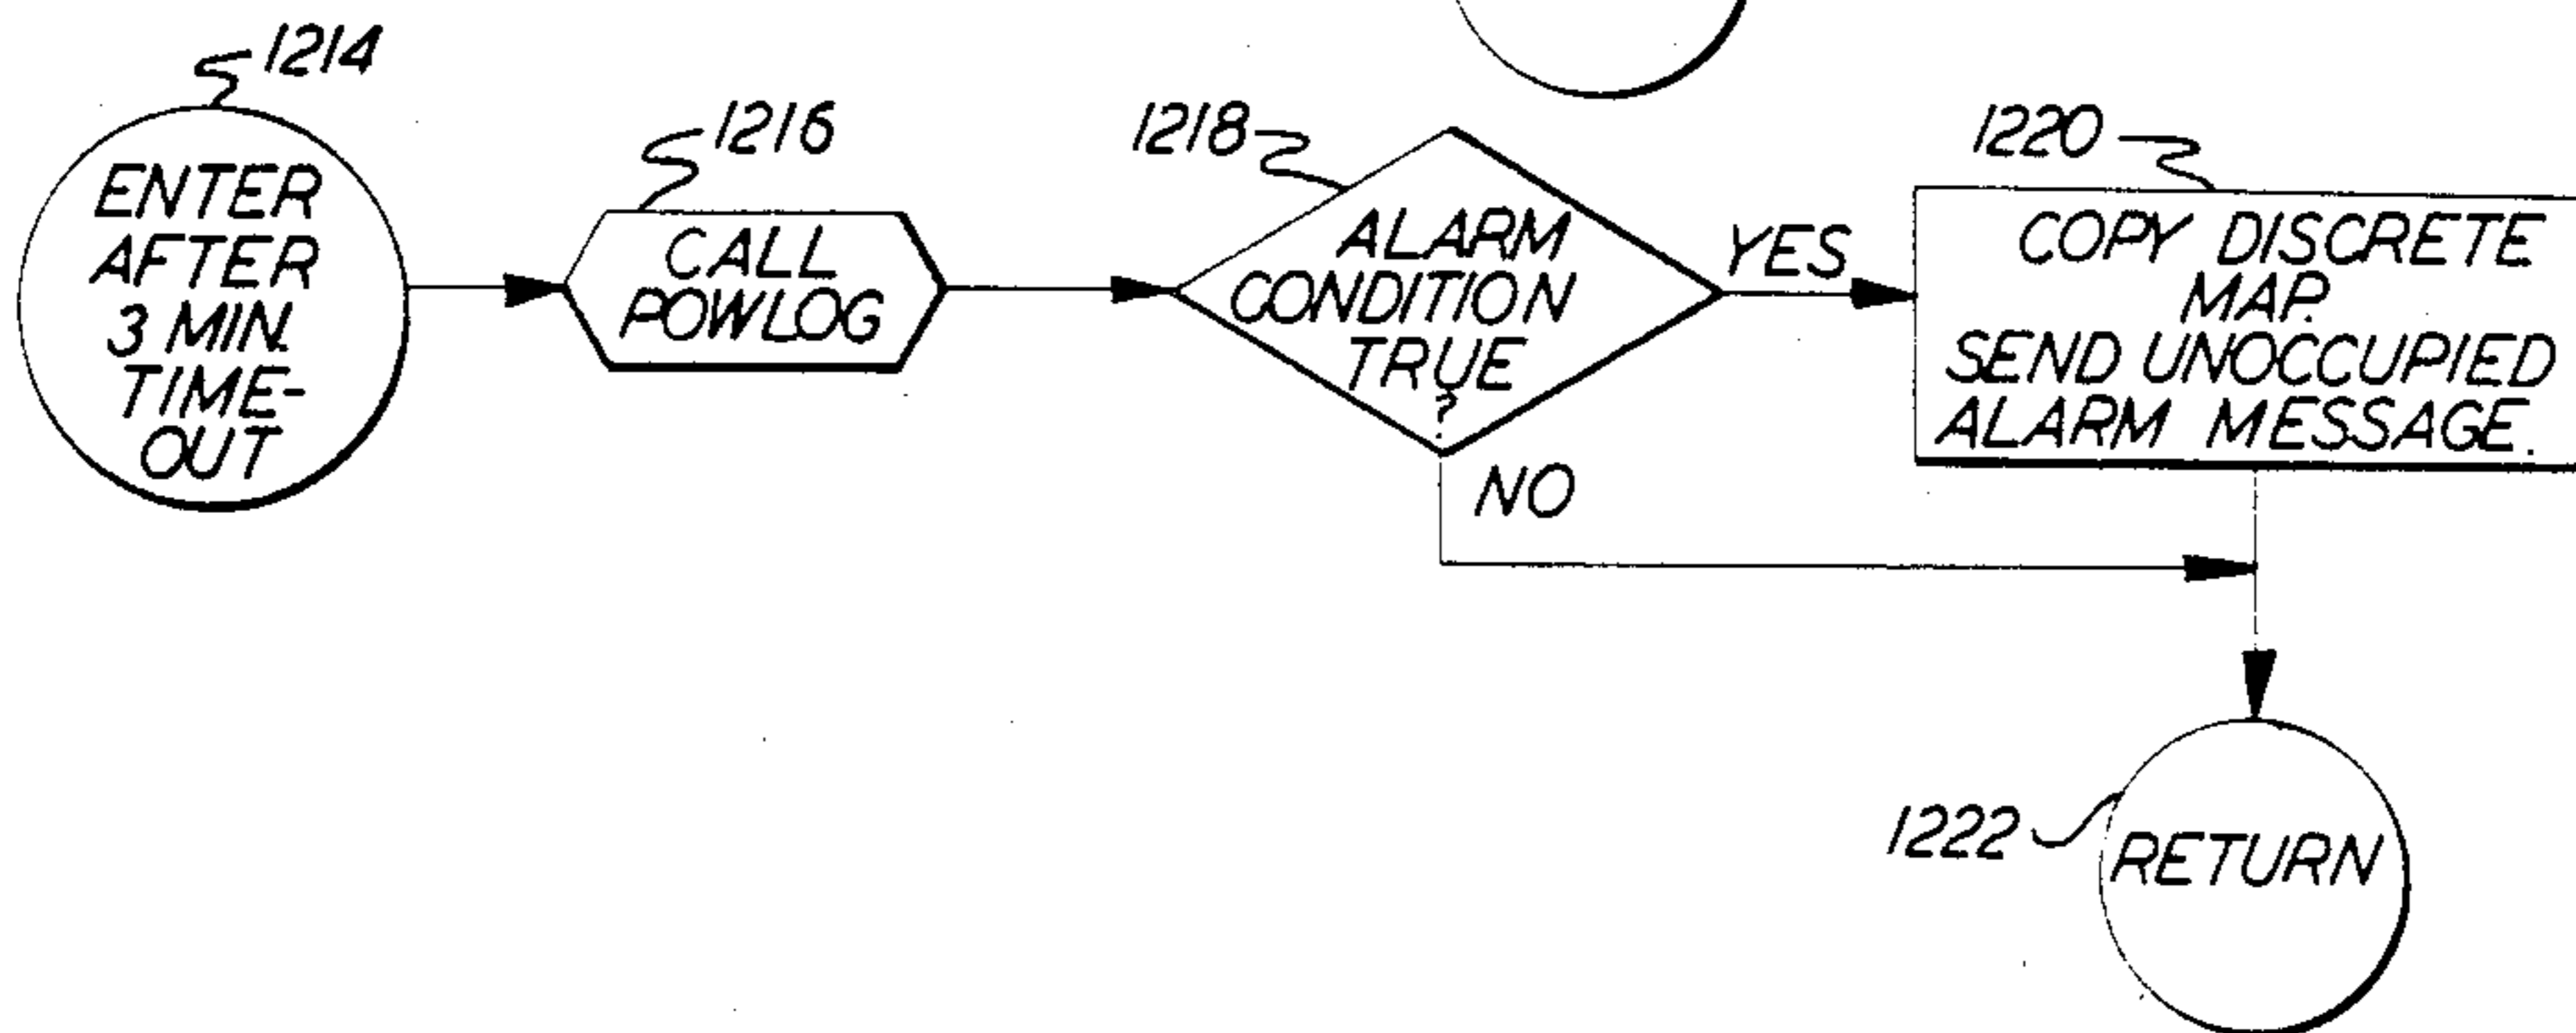 1214
ENTER
AFTER
3 MIN.
TIME-
OUT
1216
CALL
POWLOG
1218
ALARM
CONDITION
TRUE
?
YES
NO
1220
COPY DISCRETE
MAP.
SEND UNOCCUPIED
ALARM MESSAGE.
1222
RETURN